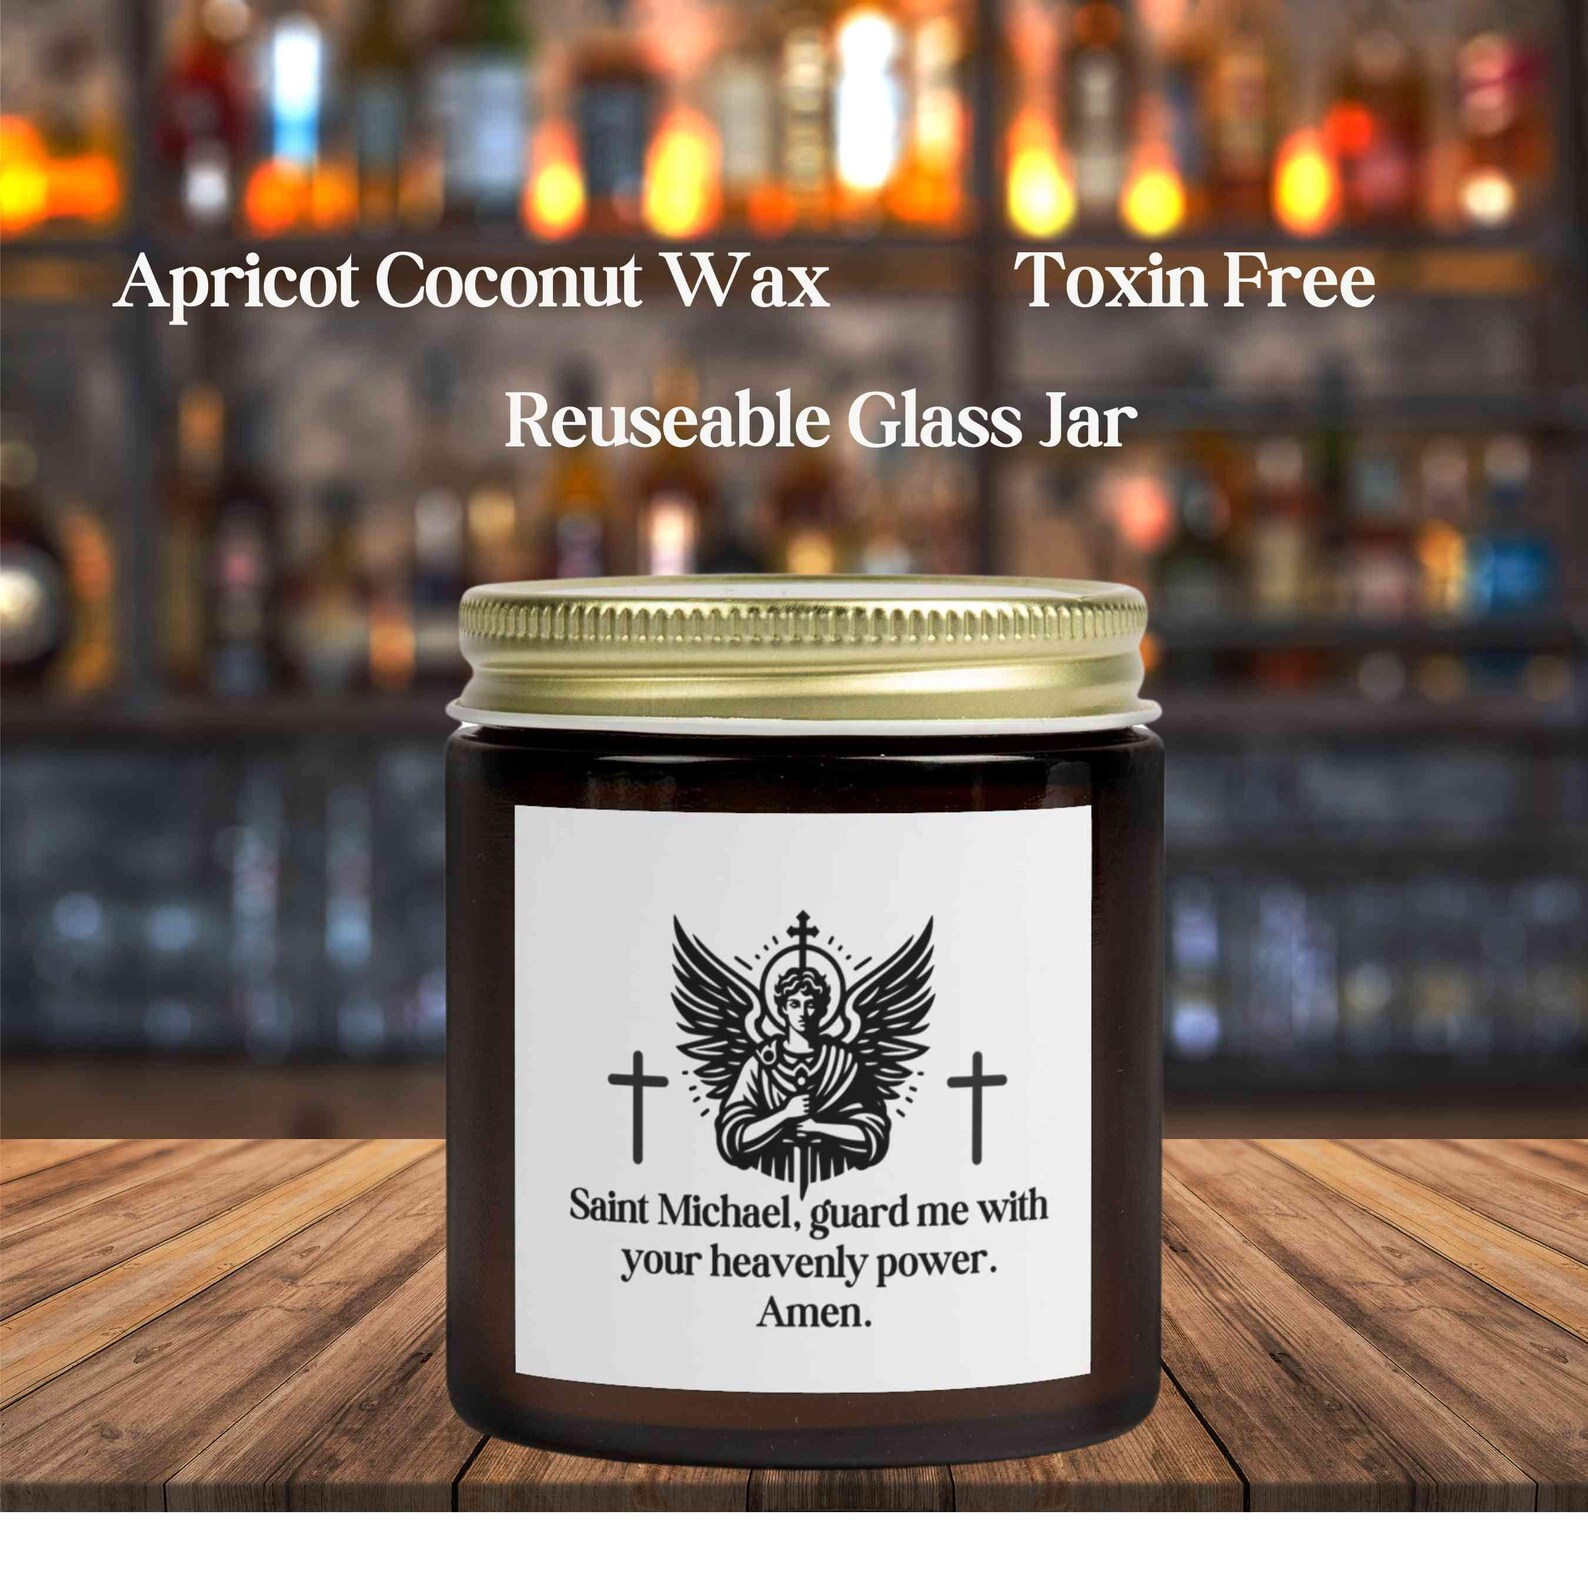 Apricot Coconut Wax
Toxin Free
Reuseable Glass Jar
Saint Michael, guard me with
your heavenly power.
Amen.